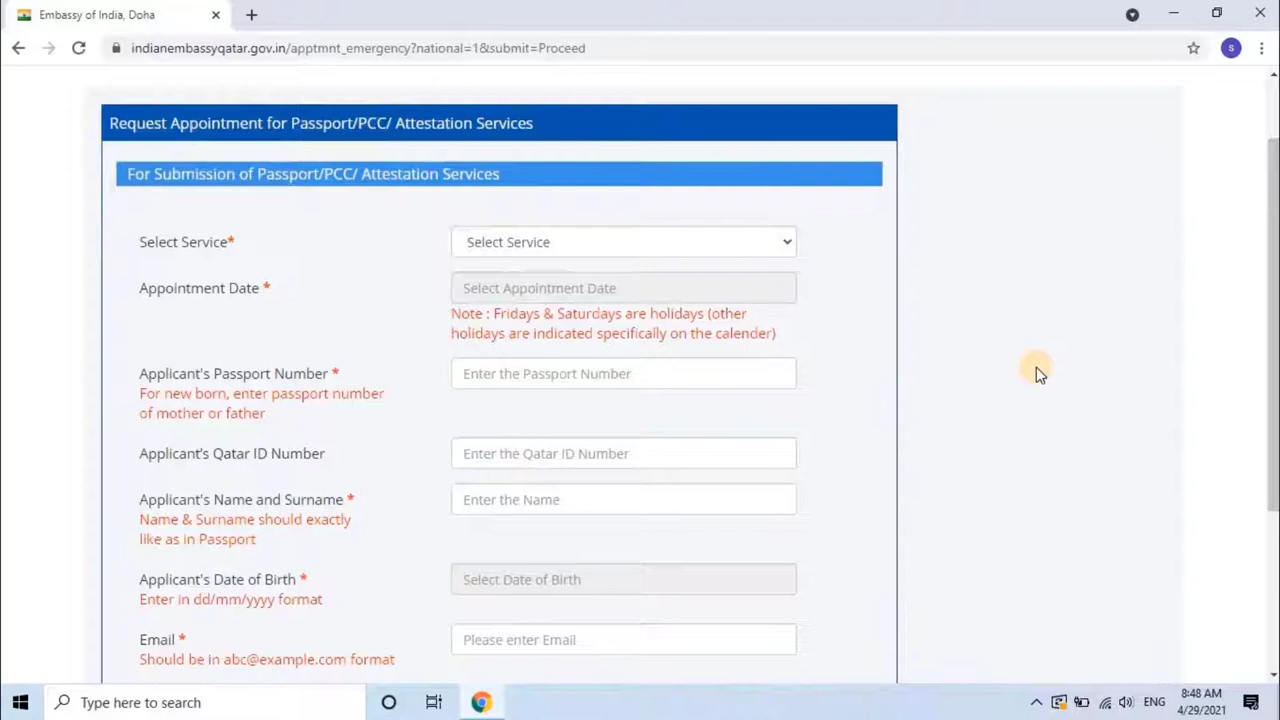 Embassy of India, Doha
indianembassyqatar.gov.in/apptmnt_emergency?national=1&submit=Proceed
S
Request Appointment for Passport/PCC/ Attestation Services
For Submission of Passport/PCC/ Attestation Services
Select Service*
Select Service
Appointment Date *
Select Appointment Date
Note : Fridays & Saturdays are holidays (other
holidays are indicated specifically on the calender)
Applicant's Passport Number *
Enter the Passport Number
For new born, enter passport number
of mother or father
Applicant's Qatar ID Number
Enter the Qatar ID Number
Applicant's Name and Surname *
Enter the Name
Name & Surname should exactly
like as in Passport
Applicant's Date of Birth *
Select Date of Birth
Enter in dd/mm/yyyy format
Email *
Please enter Email
Should be in abc@example.com format
Type here to search
ENG
8:48 AM
4/29/2021